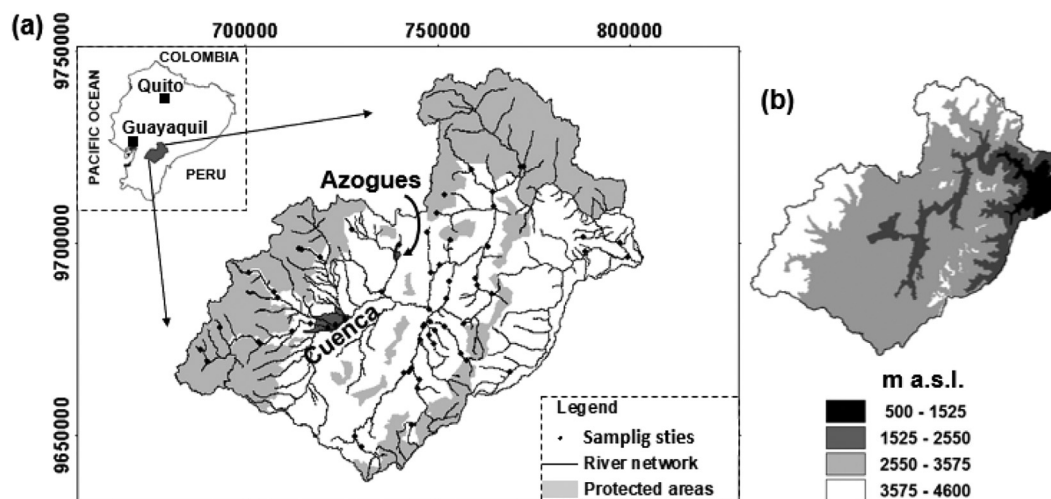 (a)
700000 750000 800000
9750000
9700000
9650000
COLOMBIA
Quito
Guayaquil
PACIFIC OCEAN
PERU
Azogues
Cuenca
Legend
Samplig sties
River network
Protected areas
(b)
m a.s.l.
500 - 1525
1525 - 2550
2550 - 3575
3575 - 4600